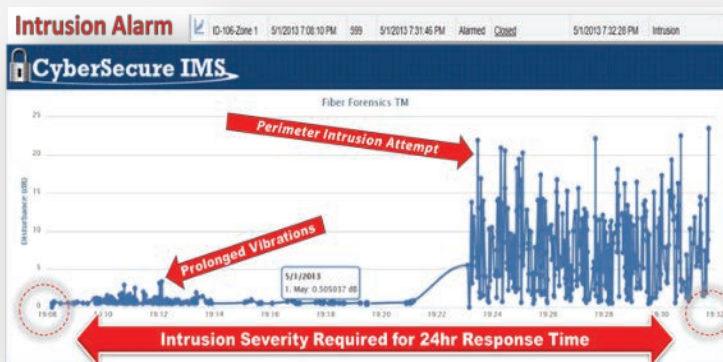 Intrusion Alarm
ID-106-Zone 1 5/1/2013 7:08:10 PM 599 5/1/2013 7:31:46 PM Alarmed Closed 5/1/2013 7:32:28 PM Intrusion
CyberSecure IMS
Fiber Forensics TM
25
Perimeter Intrusion Attempt
20
15
Disturbance (dB)
10
Prolonged Vibrations
5
5/1/2013
1. May: 0.505037 dB
0
19:08 19:10 19:12 19:14 19:16 19:18 19:20 19:22 19:24 19:26 19:28 19:30 19:32
Intrusion Severity Required for 24hr Response Time